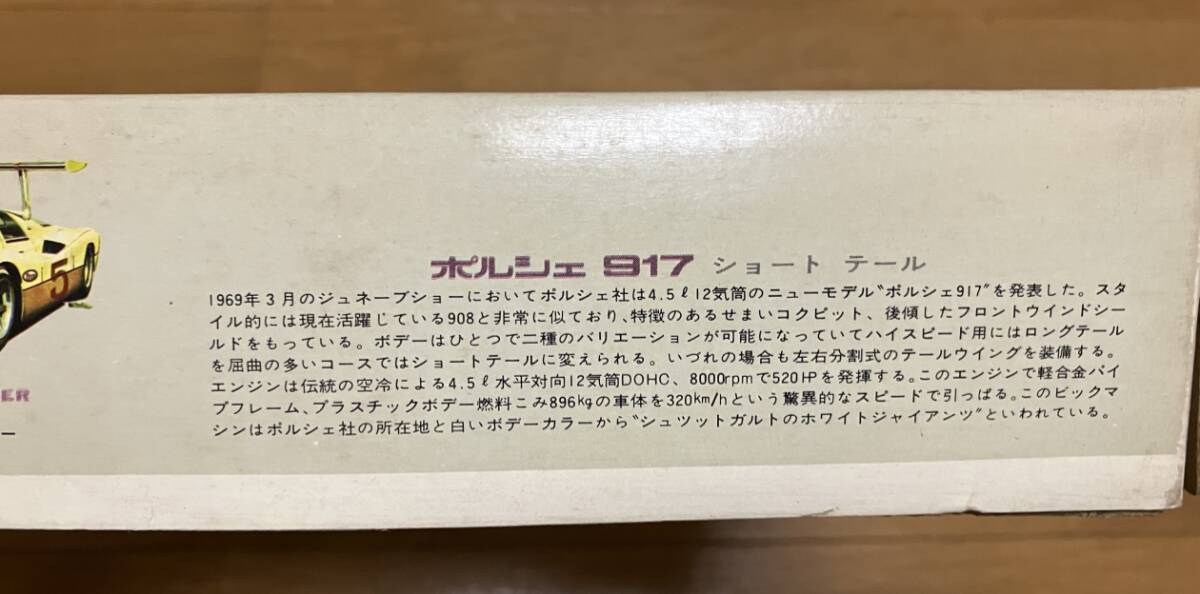 ポルシェ 917 ショート テール
1969年3月のジュネーブショーにおいてポルシェ社は4.5ℓ12気筒のニューモデル"ポルシェ917"を発表した。スタ
イル的には現在活躍している908と非常に似ており、特徴のあるせまいコクピット、後傾したフロントウインドシー
ルドをもっている。ボデーはひとつで二種のバリエーションが可能になっていてハイスピード用にはロングテール
を屈曲の多いコースではショートテールに変えられる。いづれの場合も左右分割式のテールウイングを装備する。
エンジンは伝統の空冷による4.5ℓ水平対向12気筒DOHC、8000rpmで520HPを発揮する。このエンジンで軽合金パイ
プフレーム、プラスチックボデー燃料こみ896kgの車体を320km/hという驚異的なスピードで引っぱる。このビックマ
シンはポルシェ社の所在地と白いボデーカラーから"シュツットガルトのホワイトジャイアンツ"といわれている。
5
ER
ー